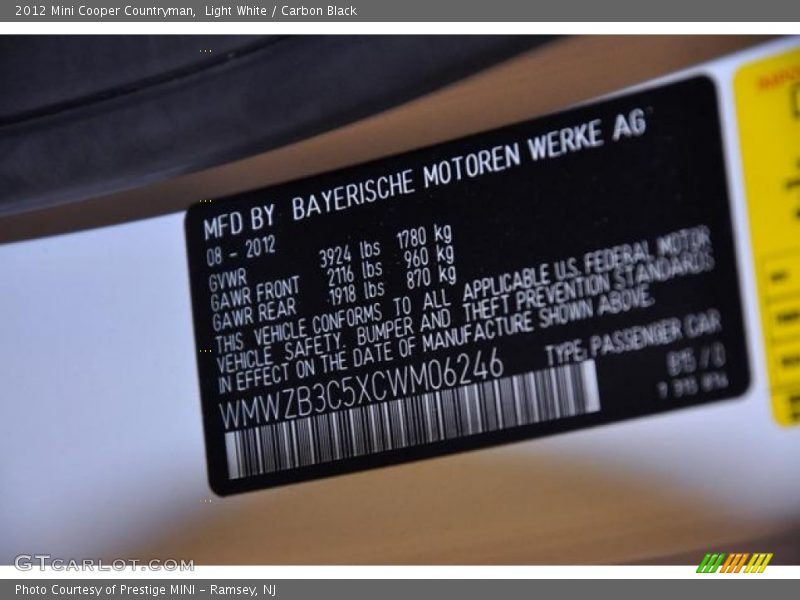 2012 Mini Cooper Countryman, Light White / Carbon Black
MFD BY BAYERISCHE MOTOREN WERKE AG
08 - 2012
GVWR 3924 lbs 1780 kg
GAWR FRONT 2116 lbs 960 kg
GAWR REAR 1918 lbs 870 kg
THIS VEHICLE CONFORMS TO ALL APPLICABLE U.S. FEDERAL MOTOR
VEHICLE SAFETY, BUMPER AND THEFT PREVENTION STANDARDS
IN EFFECT ON THE DATE OF MANUFACTURE SHOWN ABOVE.
WMWZB3C5XCWM06246 TYPE: PASSENGER CAR
GTCARLOT.COM
Photo Courtesy of Prestige MINI - Ramsey, NJ